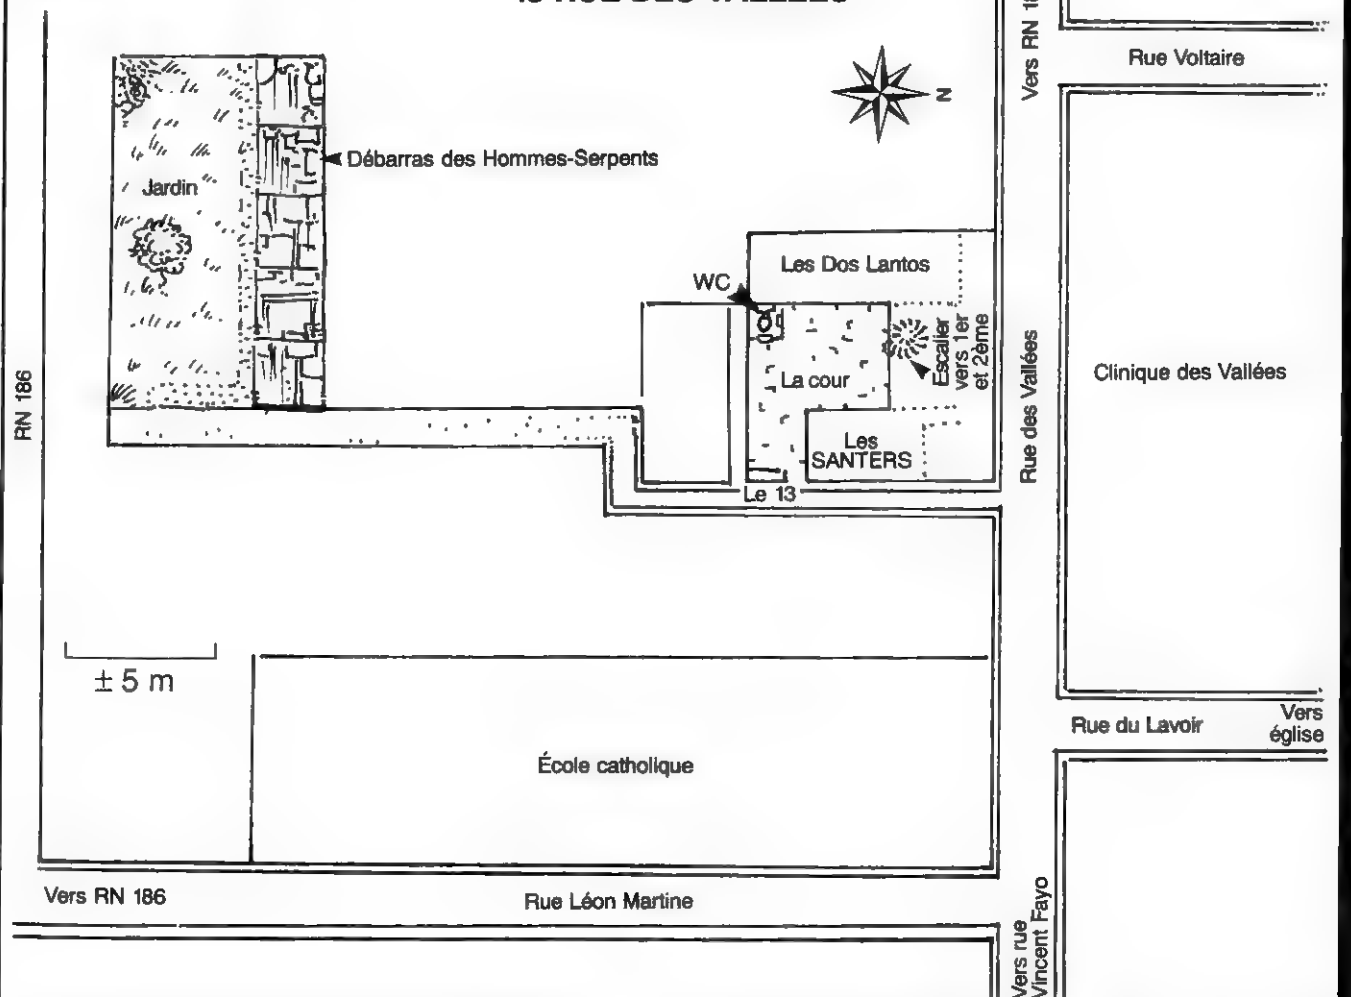 Vers RN 18
Rue Voltaire
N
Débarras des Hommes-Serpents
Jardin
Les Dos Lantos
WC
Escalier
vers 1er
et 2ème
La cour
Les
SANTERS
Le 13
RN 186
Rue des Vallées
Clinique des Vallées
± 5 m
École catholique
Rue du Lavoir
Vers
église
Vers RN 186
Rue Léon Martine
Vers rue
Vincent Fayo